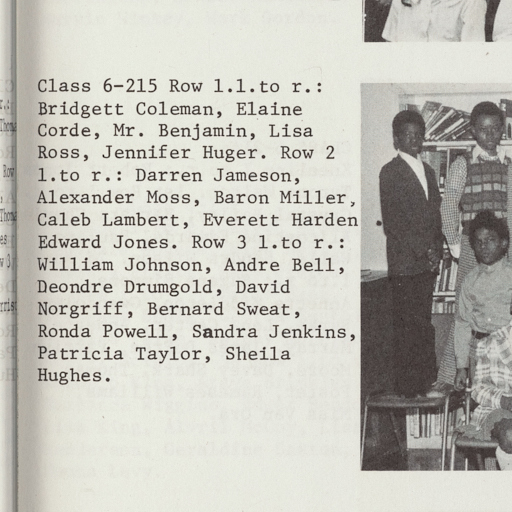 Class 6-215 Row 1.l.to r.:
Bridgett Coleman, Elaine
Corde, Mr. Benjamin, Lisa
Ross, Jennifer Huger. Row 2
l.to r.: Darren Jameson,
Alexander Moss, Baron Miller,
Caleb Lambert, Everett Harden
Edward Jones. Row 3 l.to r.:
William Johnson, Andre Bell,
Deondre Drumgold, David
Norgriff, Bernard Sweat,
Ronda Powell, Sandra Jenkins,
Patricia Taylor, Sheila
Hughes.